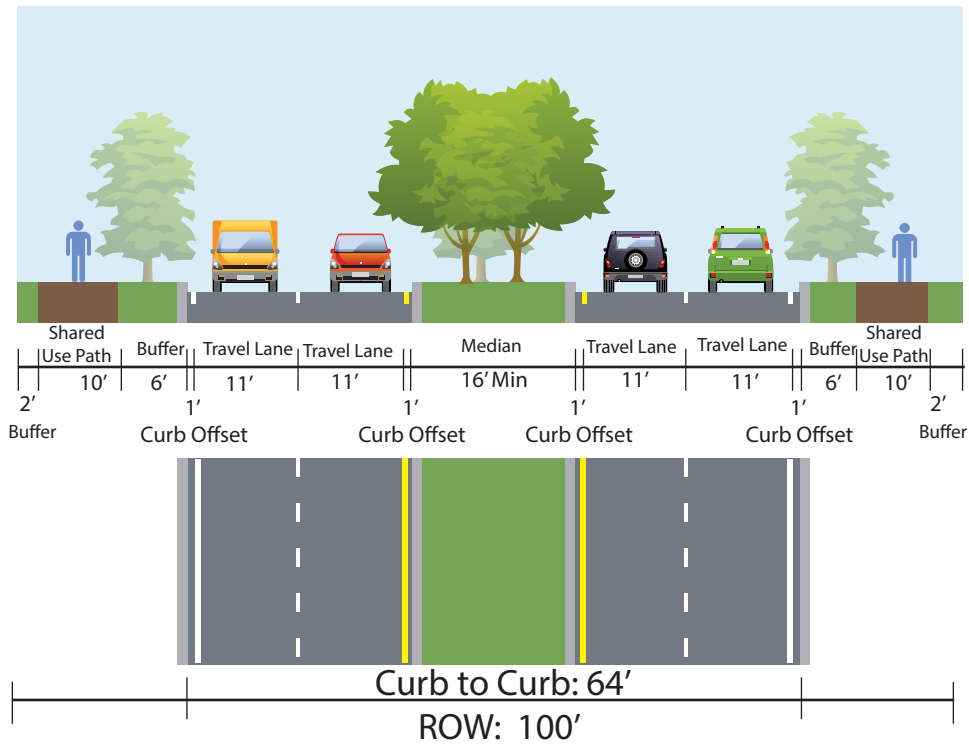 Shared
Use Path
Buffer
Travel Lane
Travel Lane
Median
Travel Lane
Travel Lane
Buffer
Shared
Use Path
10’
6’
11’
11’
16’ Min
11’
11’
6’
10’
2’
Buffer
1’
Curb Offset
1’
Curb Offset
1’
Curb Offset
1’
Curb Offset
2’
Buffer
Curb to Curb: 64’
ROW: 100’